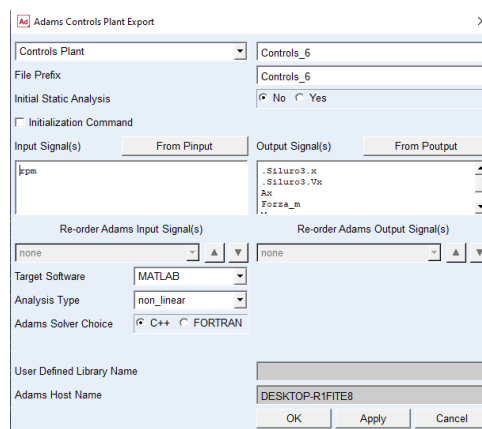 Ad Adams Controls Plant Export
Controls Plant Controls_6
File Prefix Controls_6
Initial Static Analysis No Yes
Initialization Command
Input Signal(s) From Pinput Output Signal(s) From Poutput
rpm .Siluro3.x
.Siluro3.Vx
Ax
Forza_m
Re-order Adams Input Signal(s) Re-order Adams Output Signal(s)
none none
Target Software MATLAB
Analysis Type non_linear
Adams Solver Choice C++ FORTRAN
User Defined Library Name
Adams Host Name DESKTOP-R1FITE8
OK Apply Cancel